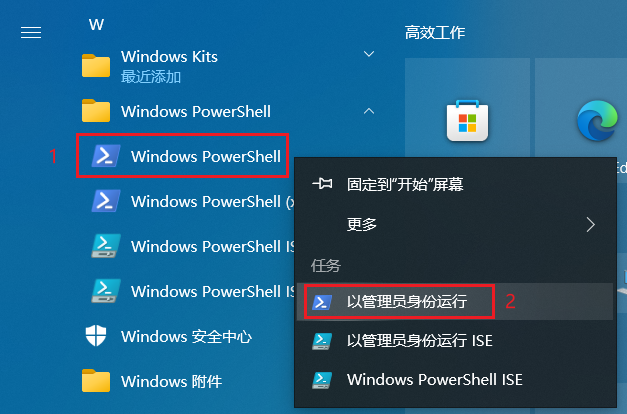 W
高效工作
Windows Kits
最近添加
Windows PowerShell
1
Windows PowerShell
Windows PowerShell (x
Windows PowerShell IS
Windows PowerShell IS
Windows 安全中心
Windows 附件
固定到“开始”屏幕
更多
任务
以管理员身份运行
2
以管理员身份运行 ISE
Windows PowerShell ISE
Ed